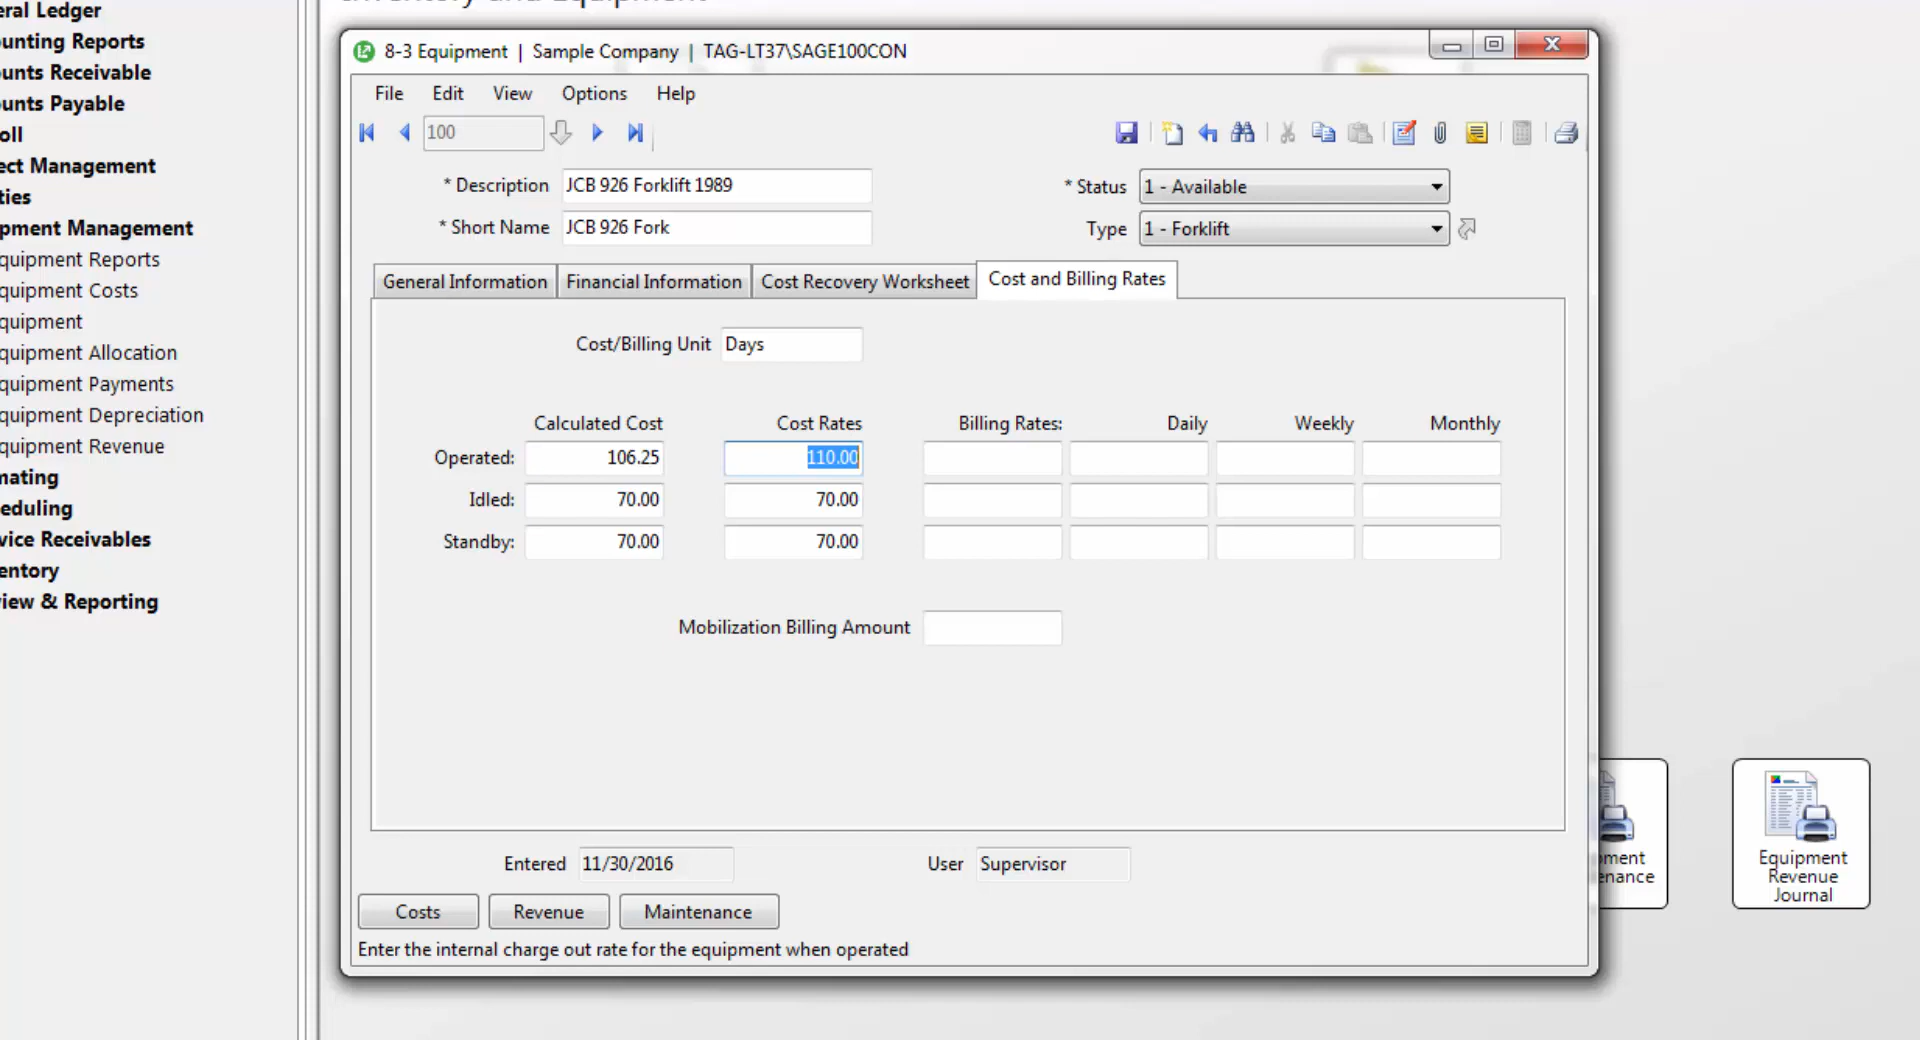 eral Ledger
ounting Reports
ounts Receivable
ounts Payable
oll
ect Management
ties
pment Management
quipment Reports
quipment Costs
quipment
quipment Allocation
quipment Payments
quipment Depreciation
quipment Revenue
nating
eduling
vice Receivables
entory
iew & Reporting
8-3 Equipment | Sample Company | TAG-LT37\SAGE100CON
File Edit View Options Help
100
* Description JCB 926 Forklift 1989
* Status 1 - Available
* Short Name JCB 926 Fork
Type 1 - Forklift
General Information Financial Information Cost Recovery Worksheet Cost and Billing Rates
Cost/Billing Unit Days
Calculated Cost Cost Rates Billing Rates: Daily Weekly Monthly
Operated: 106.25 110.00
Idled: 70.00 70.00
Standby: 70.00 70.00
Mobilization Billing Amount
Entered 11/30/2016 User Supervisor
Costs Revenue Maintenance
Enter the internal charge out rate for the equipment when operated
ment
enance
Equipment
Revenue
Journal